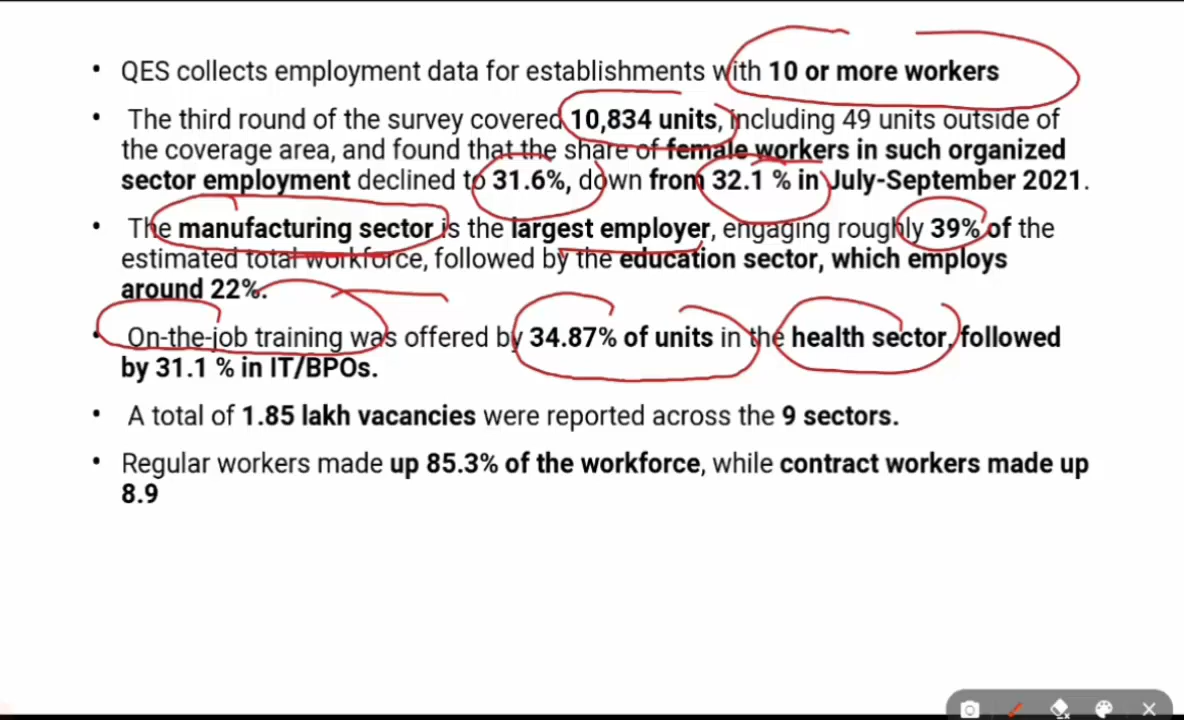 • QES collects employment data for establishments with 10 or more workers
• The third round of the survey covered 10,834 units, including 49 units outside of
the coverage area, and found that the share of female workers in such organized
sector employment declined to 31.6%, down from 32.1 % in July-September 2021.
• The manufacturing sector is the largest employer, engaging roughly 39% of the
estimated total workforce, followed by the education sector, which employs
around 22%.
• On-the-job training was offered by 34.87% of units in the health sector, followed
by 31.1 % in IT/BPOs.
• A total of 1.85 lakh vacancies were reported across the 9 sectors.
• Regular workers made up 85.3% of the workforce, while contract workers made up
8.9